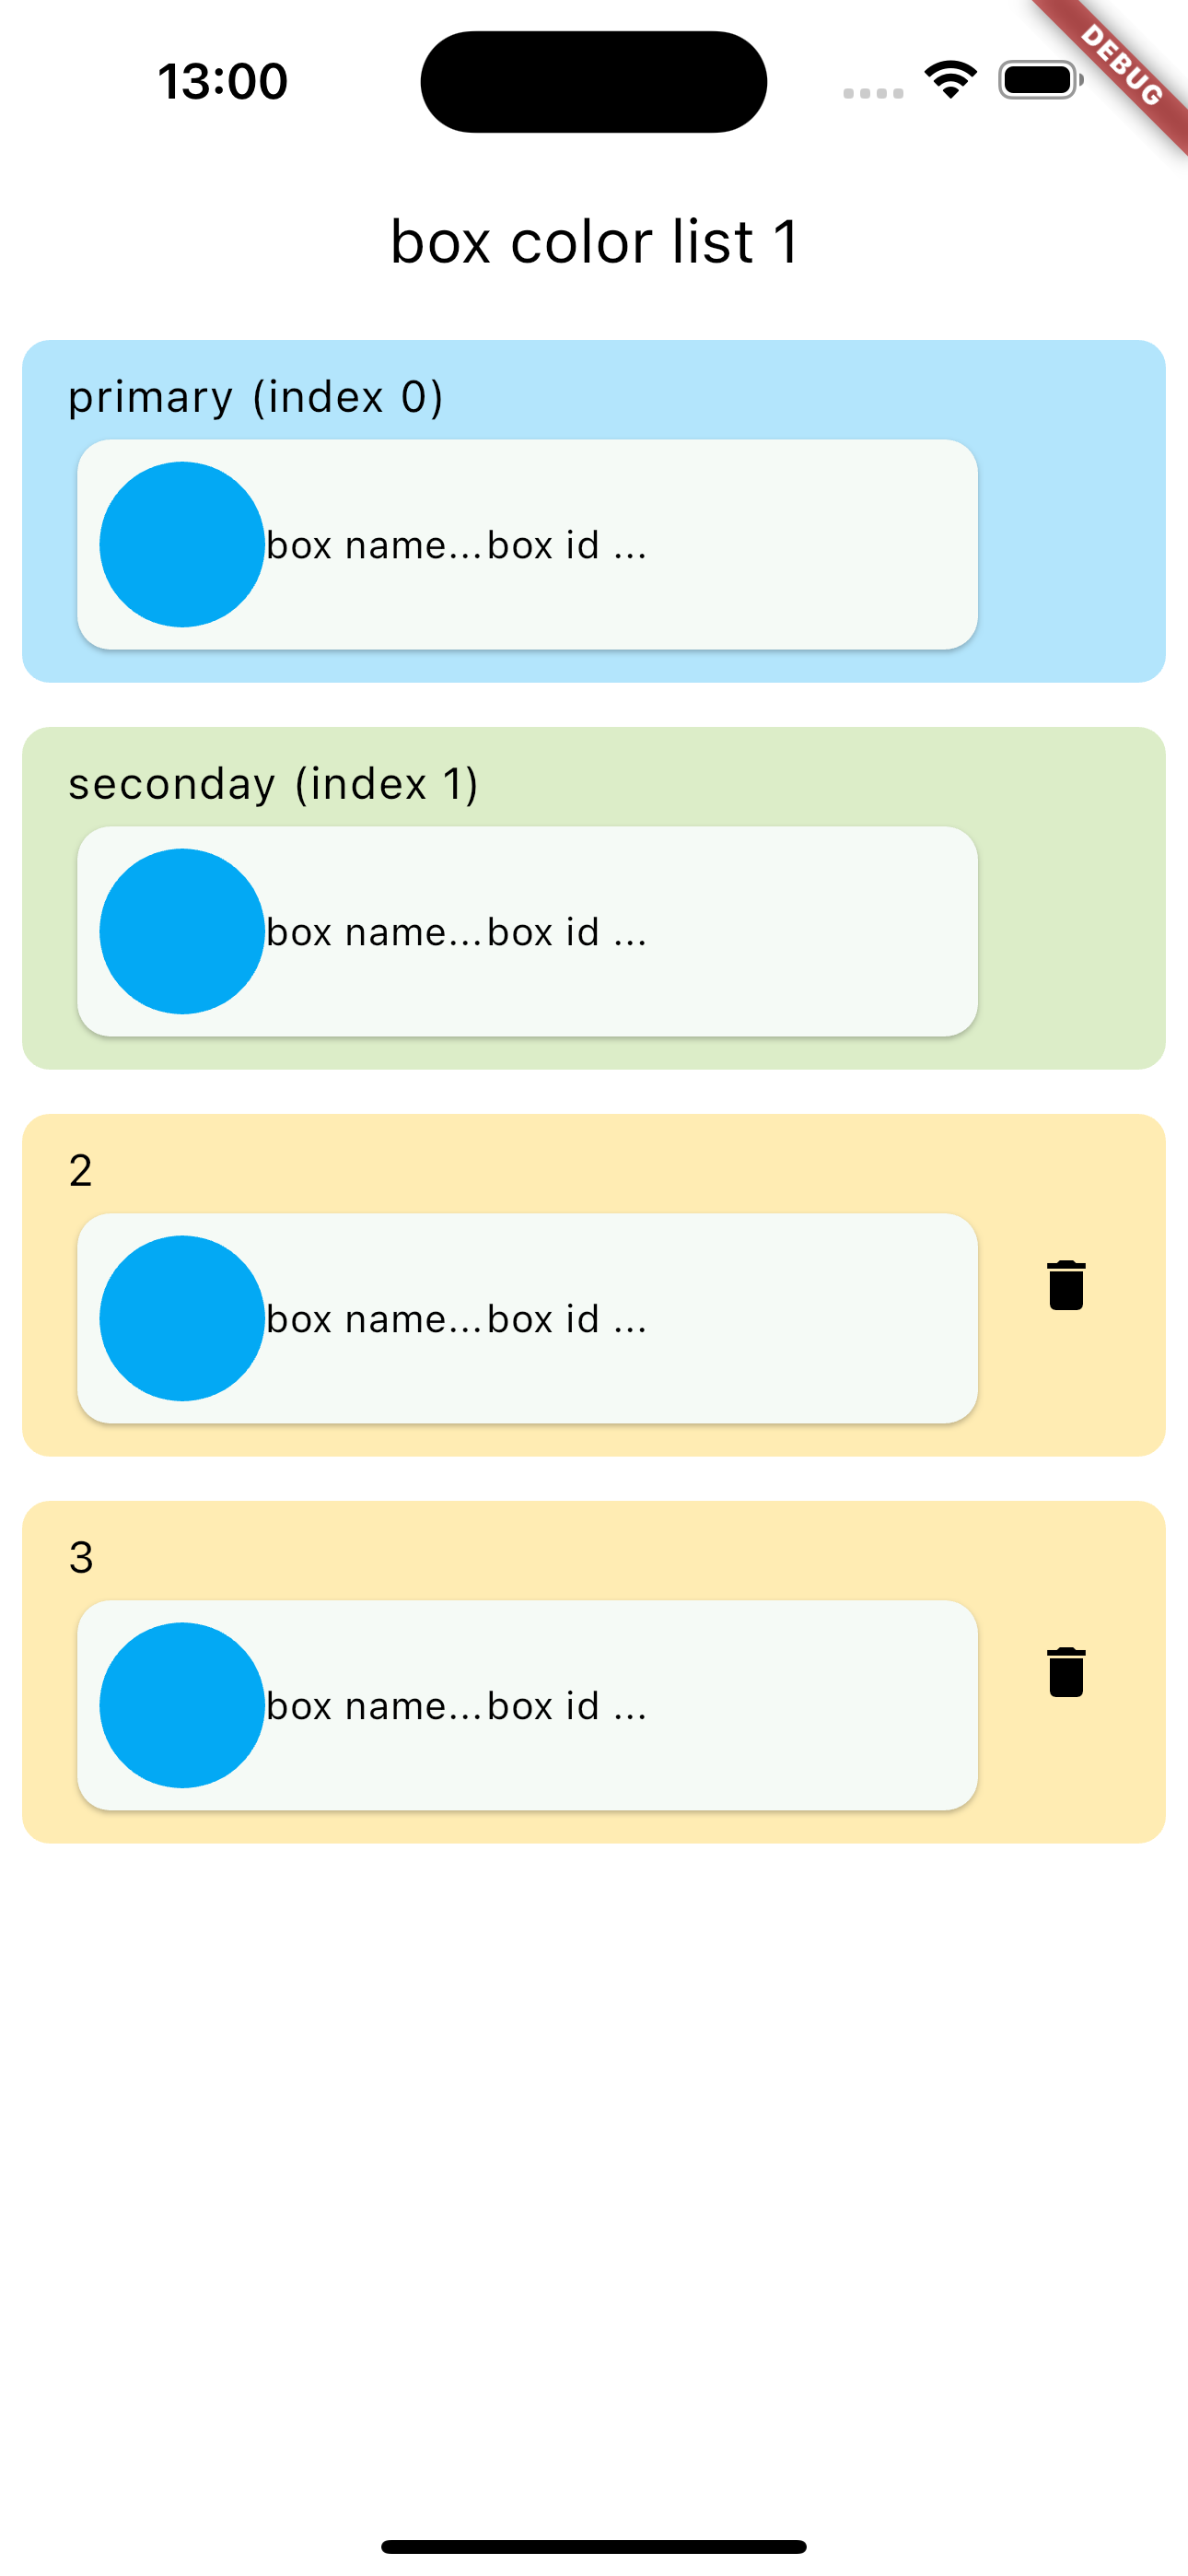 13:00
DEBUG
box color list 1
primary (index 0)
box name...box id ...
seconday (index 1)
box name...box id ...
2
box name...box id ...
3
box name...box id ...